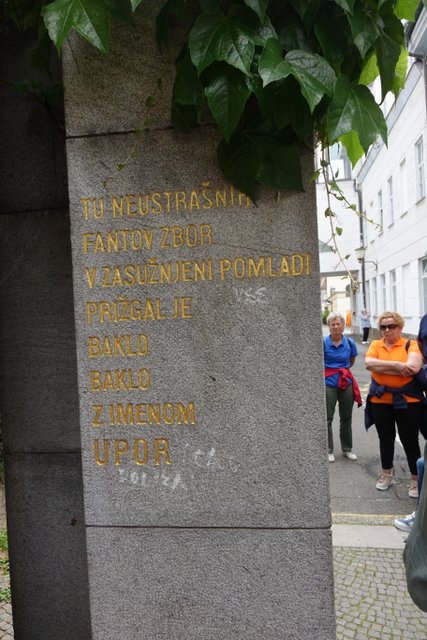 TU NEUSTRAŠNIH
FANTOV ZBOR
V ZASUŽNJENI POMLADI
PRIŽGAL JE
BAKLO
BAKLO
Z IMENOM
UPOR